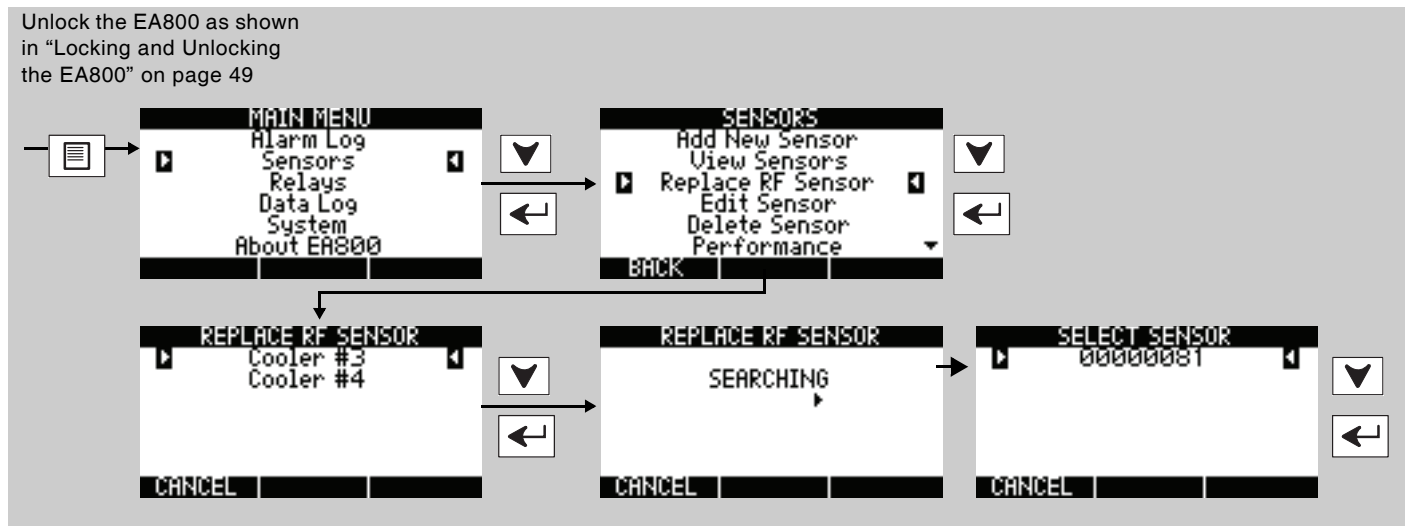 Unlock the EA800 as shown
in “Locking and Unlocking
the EA800” on page 49
MAIN MENU
Alarm Log
Sensors
Relays
Data Log
System
About EA800
SENSORS
Add New Sensor
View Sensors
Replace RF Sensor
Edit Sensor
Delete Sensor
Performance
BACK
REPLACE RF SENSOR
Cooler #3
Cooler #4
CANCEL
REPLACE RF SENSOR
SEARCHING
CANCEL
SELECT SENSOR
00000081
CANCEL